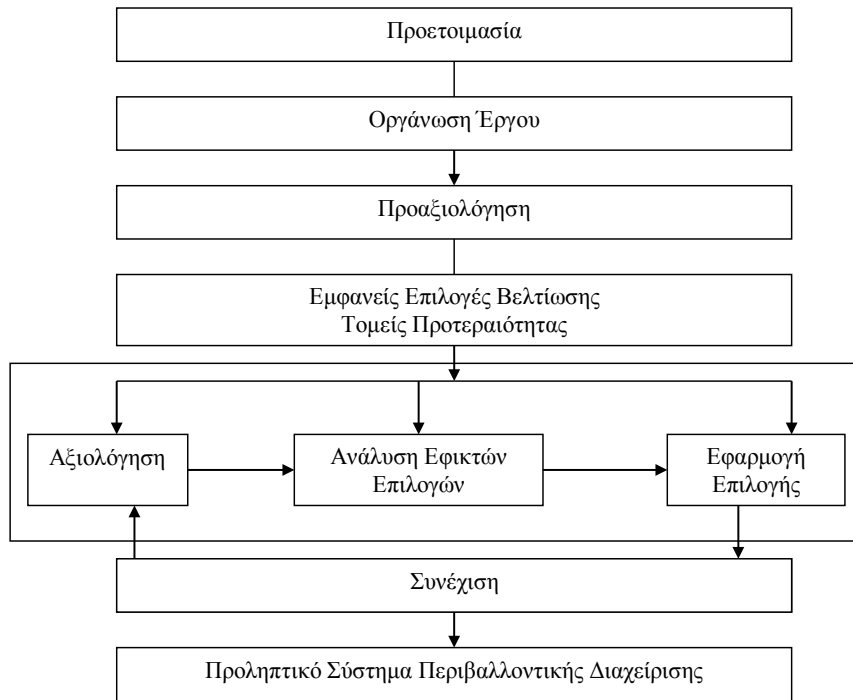 Προετοιμασία
Οργάνωση Έργου
Προαξιολόγηση
Εμφανείς Επιλογές Βελτίωσης
Τομείς Προτεραιότητας
Αξιολόγηση
Ανάλυση Εφικτών
Επιλογών
Εφαρμογή
Επιλογής
Συνέχιση
Προληπτικό Σύστημα Περιβαλλοντικής Διαχείρισης